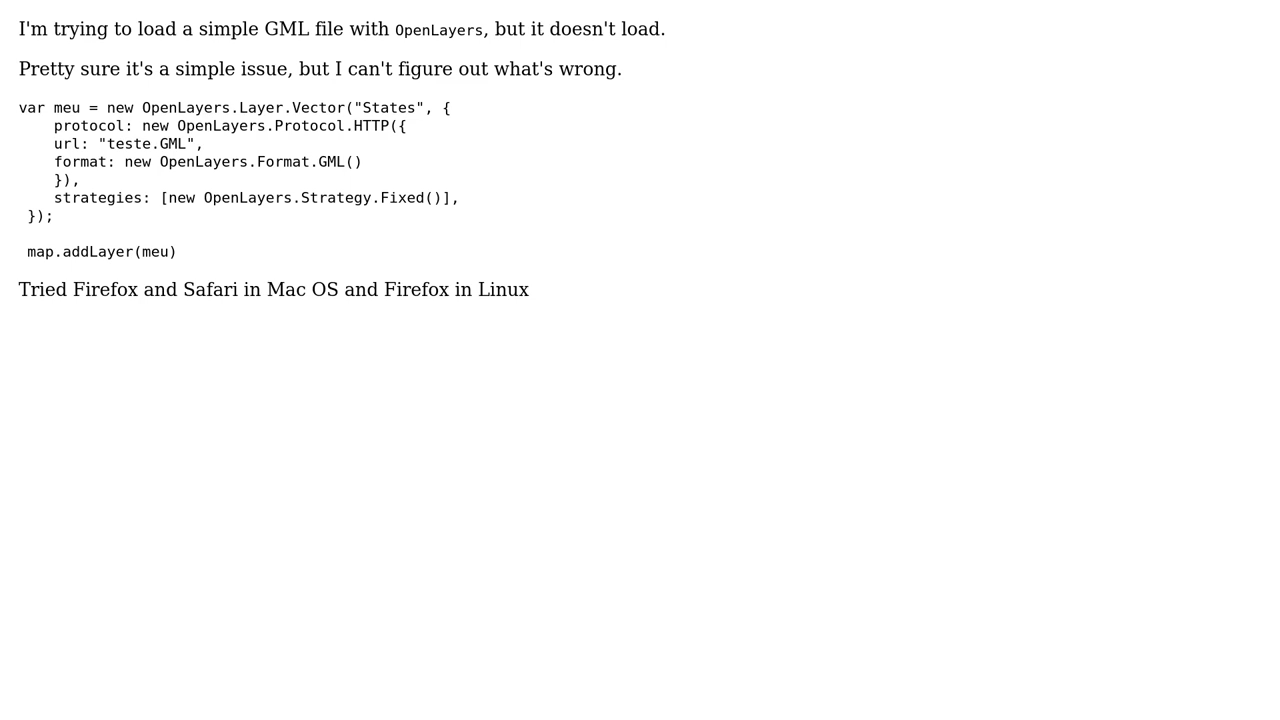 I'm trying to load a simple GML file with OpenLayers, but it doesn't load.
Pretty sure it's a simple issue, but I can't figure out what's wrong.
var meu = new OpenLayers.Layer.Vector("States", {
    protocol: new OpenLayers.Protocol.HTTP({
    url: "teste.GML",
    format: new OpenLayers.Format.GML()
    }),
    strategies: [new OpenLayers.Strategy.Fixed()],
 });
 map.addLayer(meu)
Tried Firefox and Safari in Mac OS and Firefox in Linux